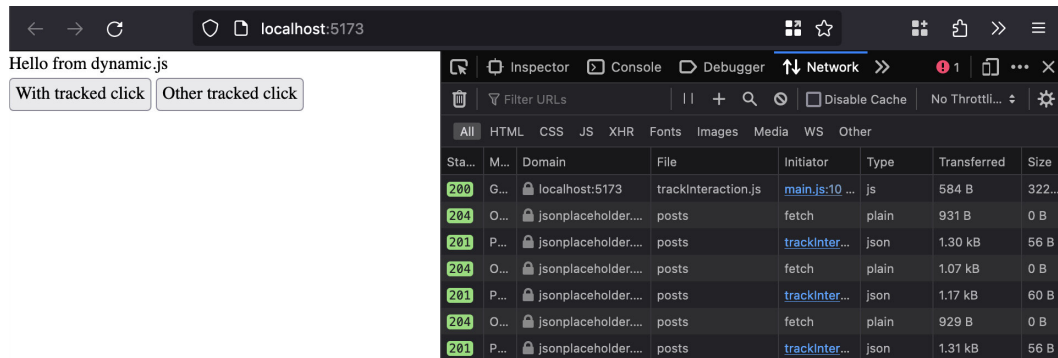 localhost:5173
Hello from dynamic.js
With tracked click Other tracked click
Inspector Console Debugger Network 1
Filter URLs Disable Cache No Throttli...
All HTML CSS JS XHR Fonts Images Media WS Other
Sta... M... Domain File Initiator Type Transferred Size
200 G... localhost:5173 trackInteraction.js main.js:10 ... js 584 B 322...
204 O... jsonplaceholder.... posts fetch plain 931 B 0 B
201 P... jsonplaceholder.... posts trackInter... json 1.30 kB 56 B
204 O... jsonplaceholder.... posts fetch plain 1.07 kB 0 B
201 P... jsonplaceholder.... posts trackInter... json 1.17 kB 60 B
204 O... jsonplaceholder.... posts fetch plain 929 B 0 B
201 P... jsonplaceholder.... posts trackInter... json 1.31 kB 56 B